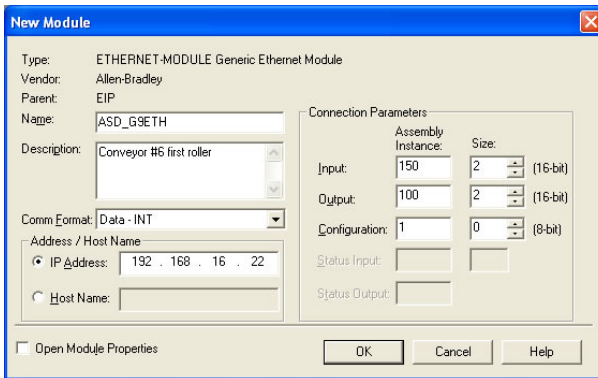 New Module
Type: ETHERNET-MODULE Generic Ethernet Module
Vendor: Allen-Bradley
Parent: EIP
Name: ASD_G9ETH
Description: Conveyor #6 first roller
Comm Format: Data - INT
Address / Host Name
IP Address: 192 . 168 . 16 . 22
Host Name:
Connection Parameters
Assembly
Instance: Size:
Input: 150 2 (16-bit)
Output: 100 2 (16-bit)
Configuration: 1 0 (8-bit)
Status Input:
Status Output:
Open Module Properties
OK Cancel Help